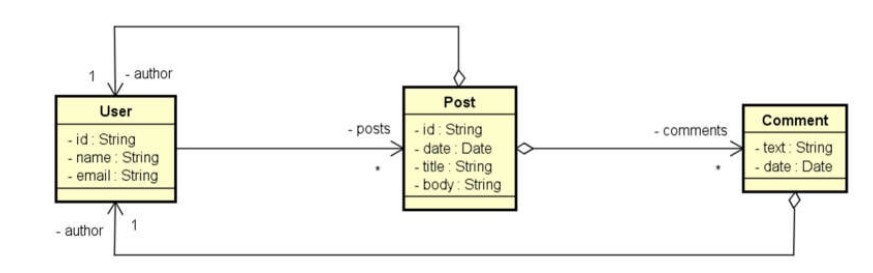 1
- author
User
- id : String
- name : String
- email : String
- author
1
- posts
*
Post
- id : String
- date : Date
- title : String
- body : String
- comments
*
Comment
- text : String
- date : Date